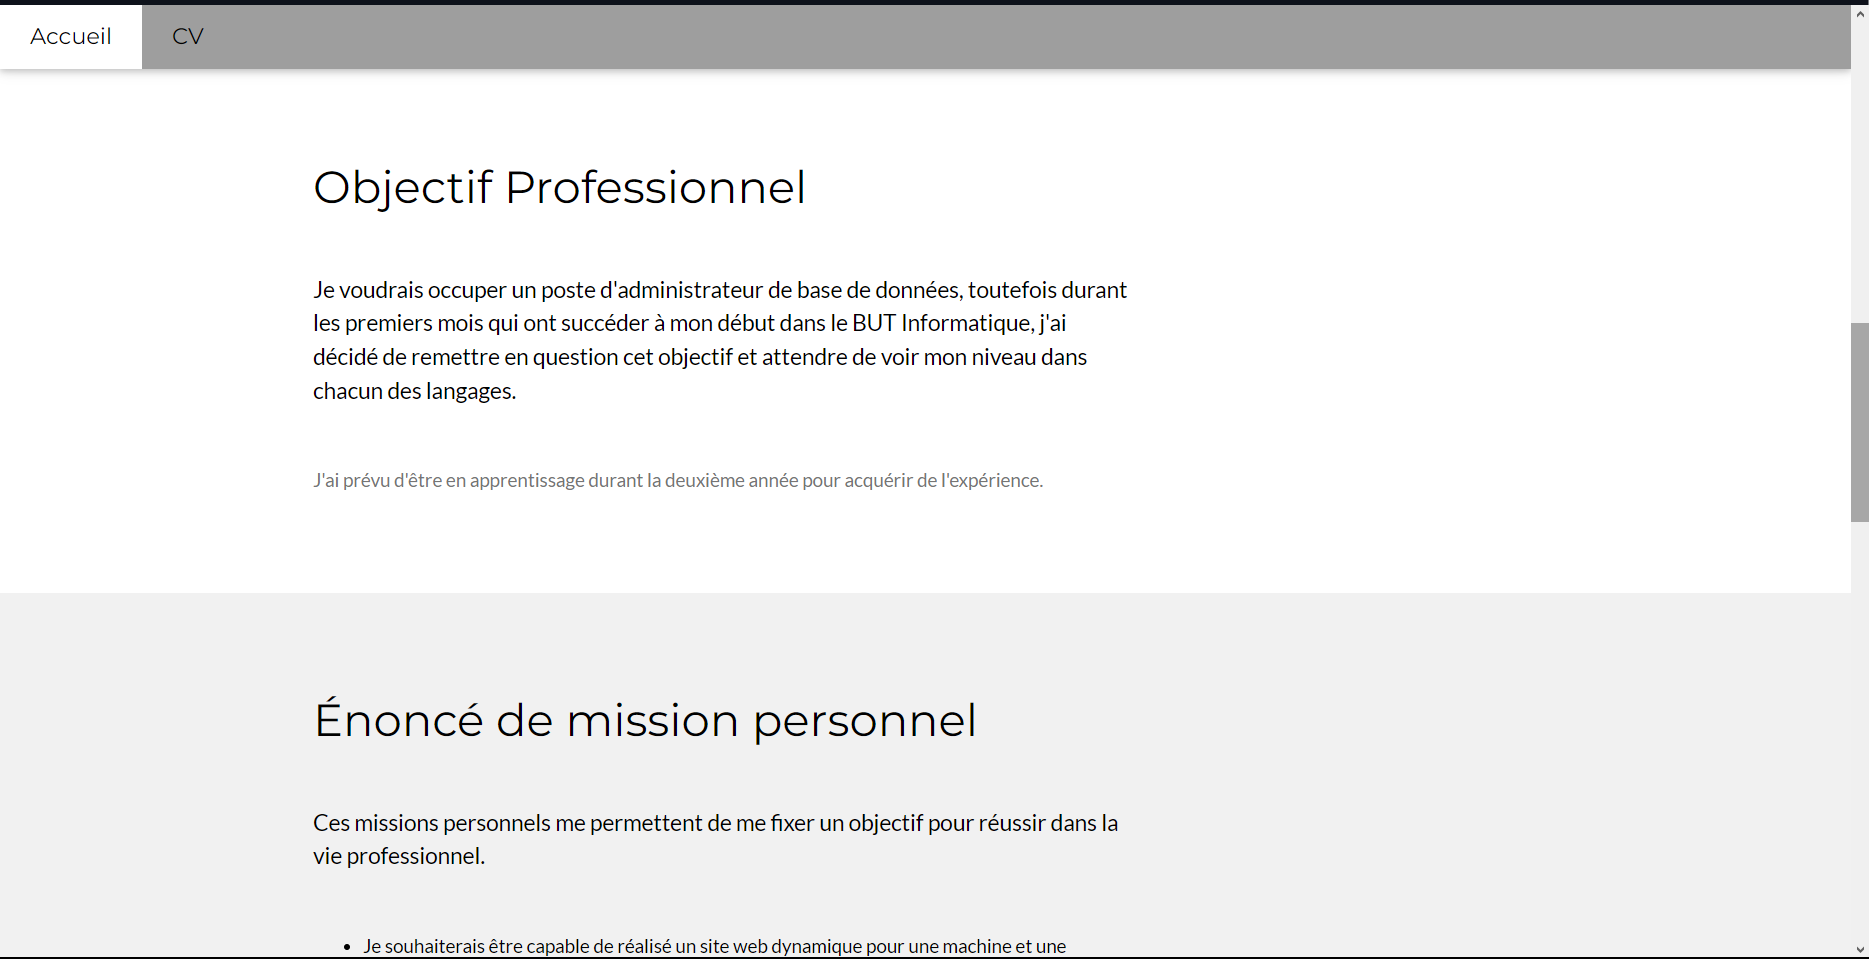 Accueil CV
Objectif Professionnel
Je voudrais occuper un poste d'administrateur de base de données, toutefois durant
les premiers mois qui ont succéder à mon début dans le BUT Informatique, j'ai
décidé de remettre en question cet objectif et attendre de voir mon niveau dans
chacun des langages.
J'ai prévu d'être en apprentissage durant la deuxième année pour acquérir de l'expérience.
Énoncé de mission personnel
Ces missions personnels me permettent de me fixer un objectif pour réussir dans la
vie professionnel.
• Je souhaiterais être capable de réalisé un site web dynamique pour une machine et une